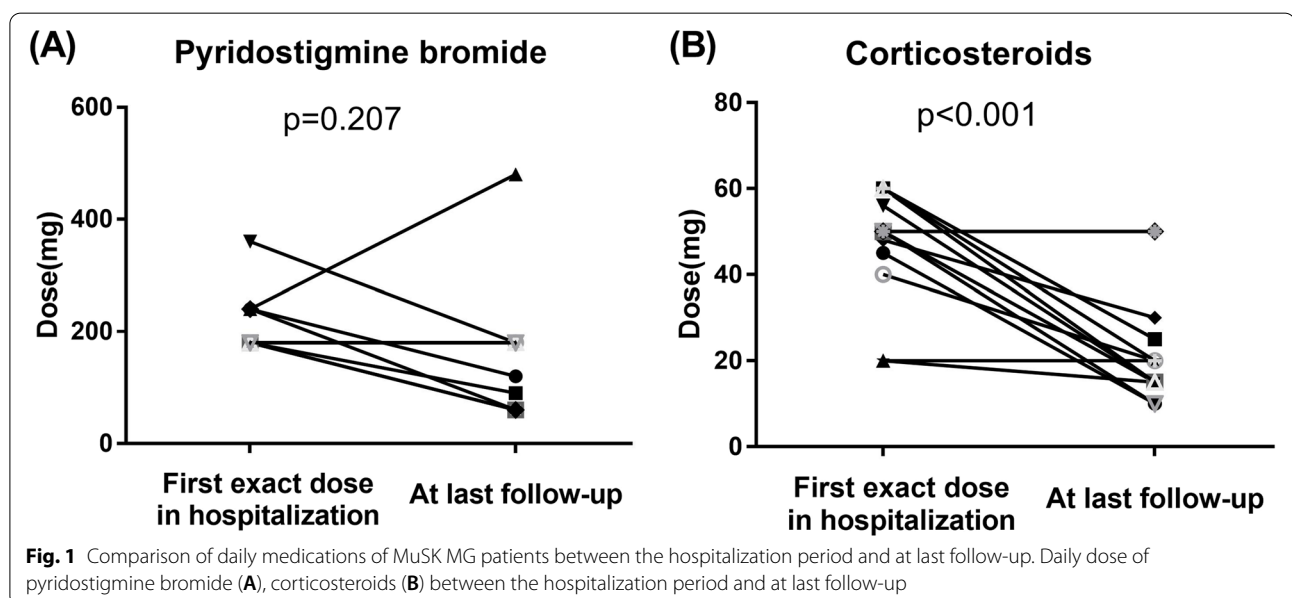 (A)
Pyridostigmine bromide
p=0.207
Dose(mg)
600
400
200
0
First exact dose
in hospitalization
At last follow-up
(B)
Corticosteroids
p<0.001
Dose(mg)
80
60
40
20
0
First exact dose
in hospitalization
At last follow-up
Fig. 1 Comparison of daily medications of MuSK MG patients between the hospitalization period and at last follow-up. Daily dose of
pyridostigmine bromide (A), corticosteroids (B) between the hospitalization period and at last follow-up